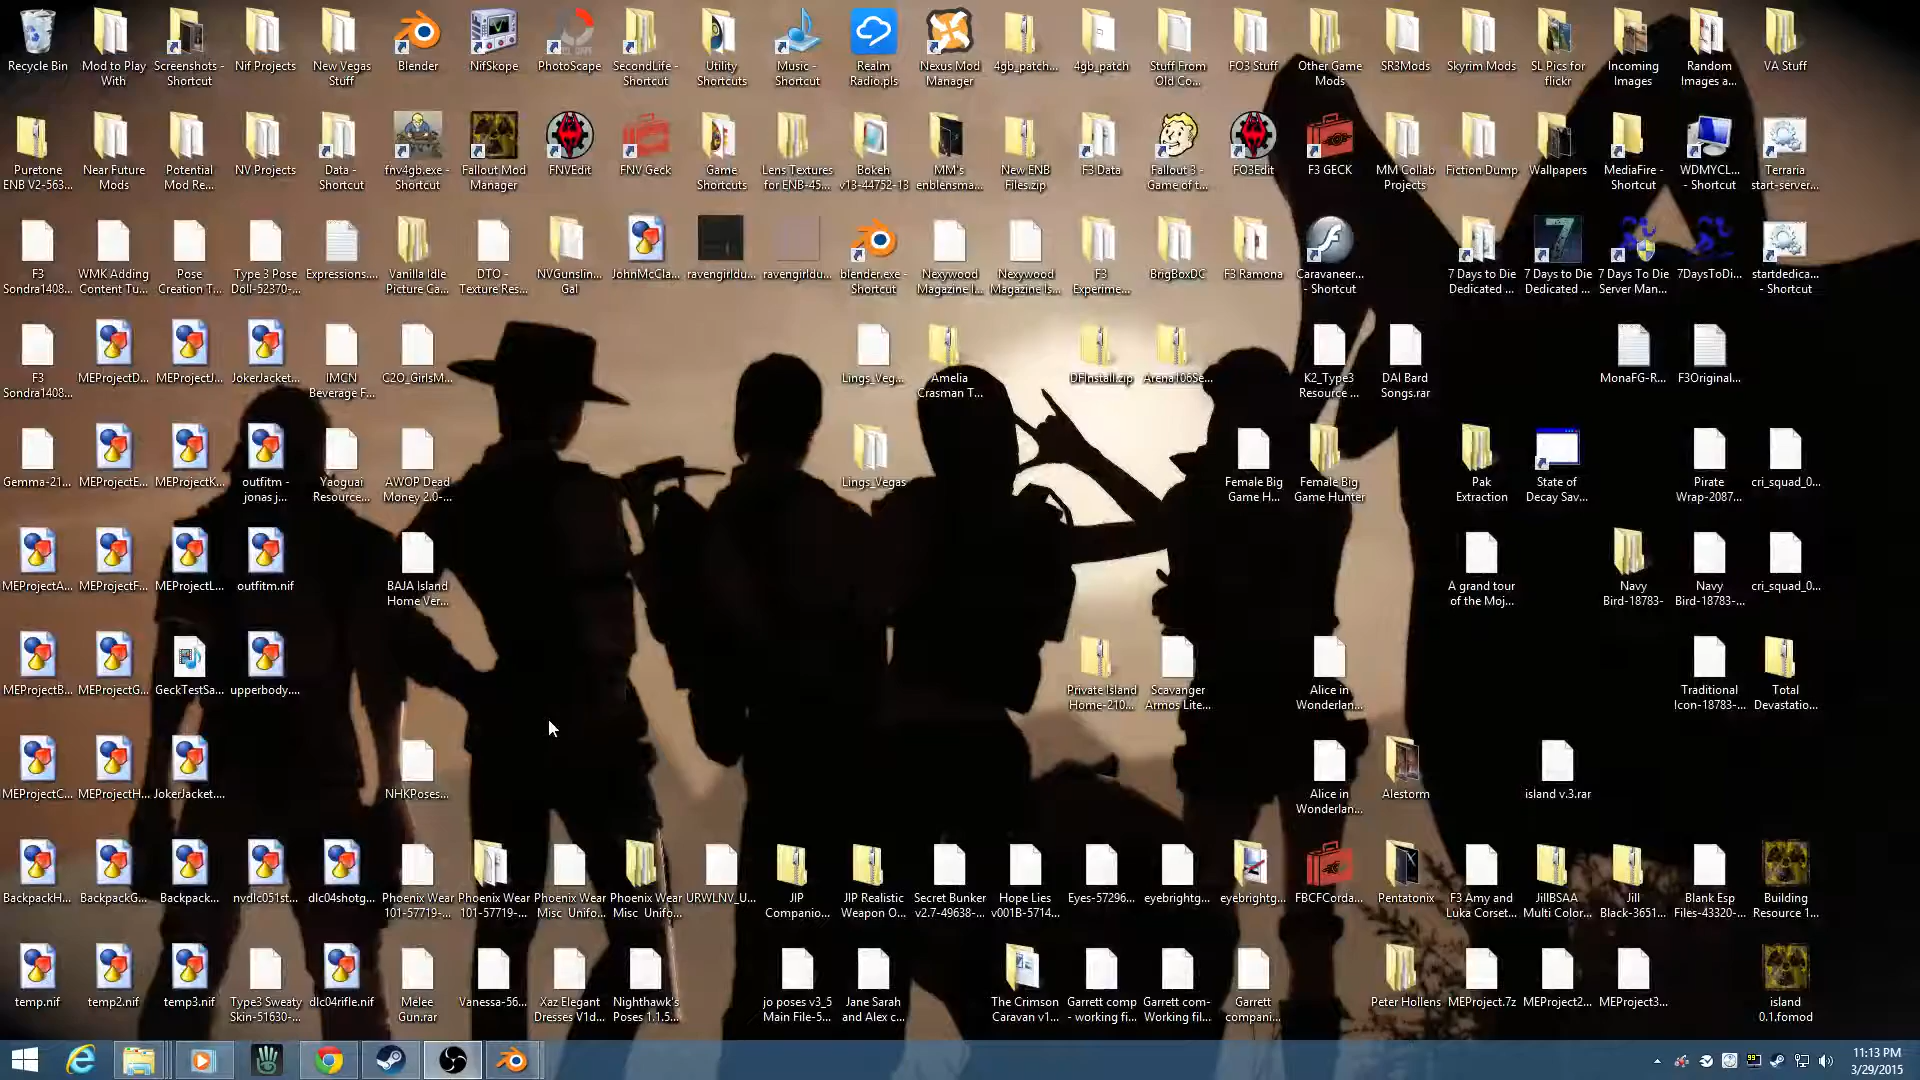 Recycle Bin
Mod to Play
With
Screenshots -
Shortcut
Nif Projects
New Vegas
Stuff
Blender
NifSkope
PhotoScape
SecondLife -
Shortcut
Utility
Shortcuts
Music -
Shortcut
Realm
Radio.pls
Nexus Mod
Manager
4gb_patch...
4gb_patch
Stuff From
Old Co...
FO3 Stuff
Other Game
Mods
SR3Mods
Skyrim Mods
SL Pics for
flickr
Incoming
Images
Random
Images a...
VA Stuff
Puretone
ENB V2-563...
Near Future
Mods
Potential
Mod Re...
NV Projects
Data -
Shortcut
fnv4gb.exe -
Shortcut
Fallout Mod
Manager
FNVEdit
FNV Geck
Game
Shortcuts
Lens Textures
for ENB-45...
Bokeh
v13-44752-13
MM's
enblensma...
New ENB
Files.zip
F3 Data
Fallout 3 -
Game of t...
FO3Edit
F3 GECK
MM Collab
Projects
Fiction Dump
Wallpapers
MediaFire -
Shortcut
WDMYCL...
- Shortcut
Terraria
start-server...
F3
Sondra1408...
WMK Adding
Content Tu...
Pose
Creation T...
Type 3 Pose
Doll-52370-...
Expressions....
Vanilla Idle
Picture Ca...
DTO -
Texture Res...
NVGunslin...
Gal
JohnMcCla...
ravengirldu...
ravengirldu...
blender.exe -
Shortcut
Nexywood
Magazine I...
Nexywood
Magazine Is...
F3
Experime...
BrigBoxDC
F3 Ramona
Caravaneer...
- Shortcut
7 Days to Die
Dedicated ...
7 Days to Die
Dedicated ...
7 Days To Die
Server Man...
7DaysToDi...
startdedica...
- Shortcut
F3
Sondra1408...
MEProjectD...
MEProjectJ...
JokerJacket...
IMCN
Beverage F...
C2O_GirlsM...
Lings_Veg...
Amelia
Crasman T...
DFInstall.zip
Arena106Se...
K2_Type3
Resource ...
DAI Bard
Songs.rar
MonaFG-R...
F3Original...
Gemma-21...
MEProjectE...
MEProjectK...
outfitm -
jonas j...
Yaoguai
Resource...
AWOP Dead
Money 2.0-...
Lings_Vegas
Female Big
Game H...
Female Big
Game Hunter
Pak
Extraction
State of
Decay Sav...
Pirate
Wrap-2087...
cri_squad_0...
MEProjectA...
MEProjectF...
MEProjectL...
outfitm.nif
BAJA Island
Home Ver...
A grand tour
of the Moj...
Navy
Bird-18783-
Navy
Bird-18783-...
cri_squad_0...
MEProjectB...
MEProjectG...
GeckTestSa...
upperbody....
Private Island
Home-210...
Scavanger
Armos Lite...
Alice in
Wonderlan...
Traditional
Icon-18783-...
Total
Devastatio...
MEProjectC...
MEProjectH...
JokerJacket....
NHKPoses...
Alice in
Wonderlan...
Alestorm
island v.3.rar
BackpackH...
BackpackG...
Backpack...
nvdlc051st...
dlc04shotg...
Phoenix Wear
101-57719-...
Phoenix Wear
101-57719-...
Phoenix Wear
Misc_Unifo...
Phoenix Wear
Misc_Unifo...
URWLNV_U...
JIP
Companio...
JIP Realistic
Weapon O...
Secret Bunker
v2.7-49638-...
Hope Lies
v001B-5714...
Eyes-57296...
eyebrightg...
eyebrightg...
FBCFCorda...
Pentatonix
F3 Amy and
Luka Corset...
JillBSAA
Multi Color...
Jill
Black-3651...
Blank Esp
Files-43320-...
Building
Resource 1...
temp.nif
temp2.nif
temp3.nif
Type3 Sweaty
Skin-51630-...
dlc04rifle.nif
Melee
Gun.rar
Vanessa-56...
Xaz Elegant
Dresses V1d...
Nighthawk's
Poses 1.1.5...
jo poses v3_5
Main File-5...
Jane Sarah
and Alex c...
The Crimson
Caravan v1...
Garrett comp
- working fi...
Garrett com-
Working fil...
Garrett
compani...
Peter Hollens
MEProject.7z
MEProject2...
MEProject3...
island
0.1.fomod
11:13 PM
3/29/2015